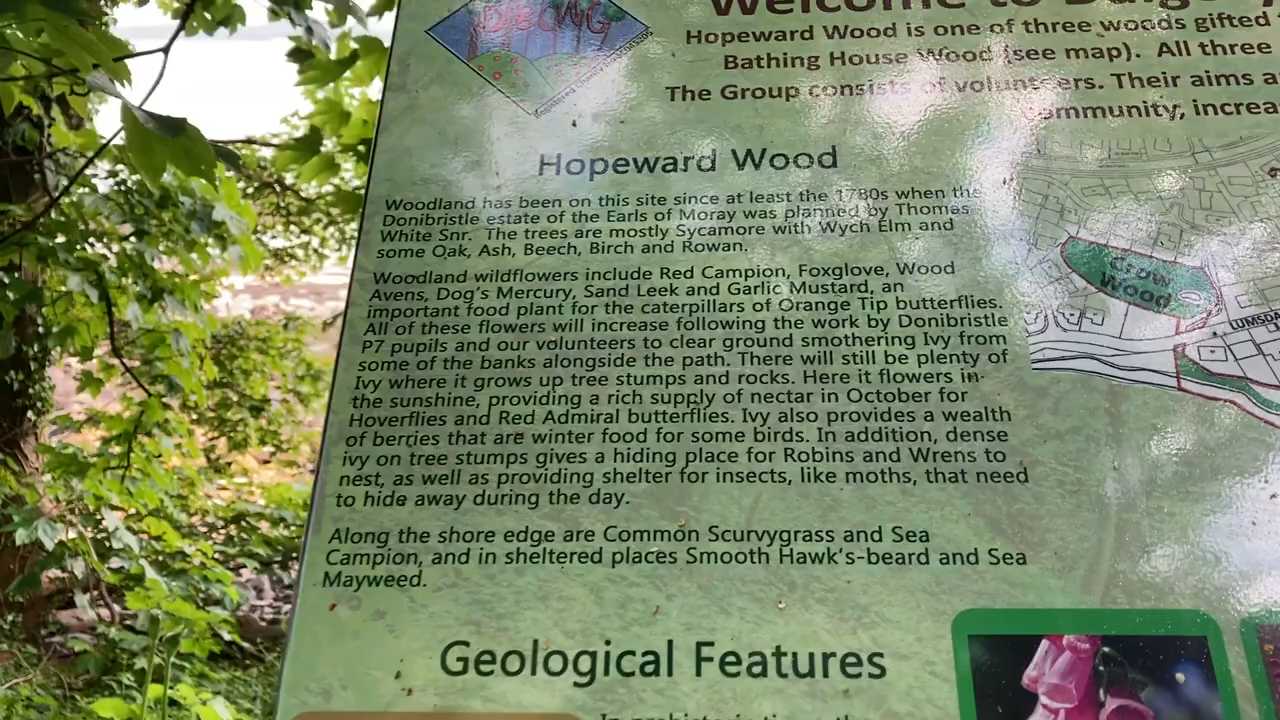 DBCWG
Welcome to Dalge
Hopeward Wood is one of three woods gifted
Bathing House Wood (see map). All three
The Group consists of volunteers. Their aims a
ommunity, increa
Hopeward Wood
Woodland has been on this site since at least the 1780s when the
Donibristle estate of the Earls of Moray was planned by Thomas
White Snr. The trees are mostly Sycamore with Wych Elm and
some Oak, Ash, Beech, Birch and Rowan.
Woodland wildflowers include Red Campion, Foxglove, Wood
Avens, Dog's Mercury, Sand Leek and Garlic Mustard, an
important food plant for the caterpillars of Orange Tip butterflies.
All of these flowers will increase following the work by Donibristle
P7 pupils and our volunteers to clear ground smothering Ivy from
some of the banks alongside the path. There will still be plenty of
Ivy where it grows up tree stumps and rocks. Here it flowers in
the sunshine, providing a rich supply of nectar in October for
Hoverflies and Red Admiral butterflies. Ivy also provides a wealth
of berries that are winter food for some birds. In addition, dense
ivy on tree stumps gives a hiding place for Robins and Wrens to
nest, as well as providing shelter for insects, like moths, that need
to hide away during the day.
Along the shore edge are Common Scurvygrass and Sea
Campion, and in sheltered places Smooth Hawk's-beard and Sea
Mayweed.
Crow
Wood
LUMSDA
Geological Features